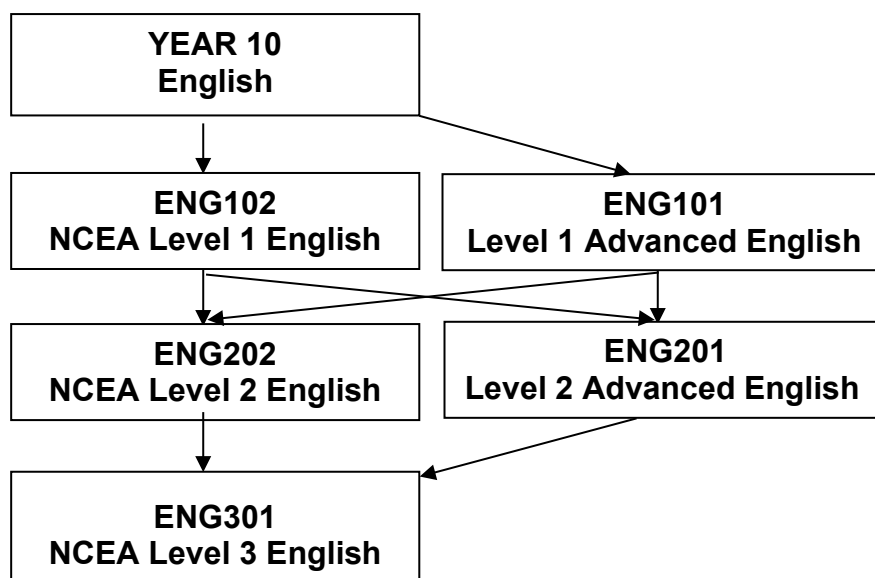 YEAR 10
English
ENG102
NCEA Level 1 English
ENG101
Level 1 Advanced English
ENG202
NCEA Level 2 English
ENG201
Level 2 Advanced English
ENG301
NCEA Level 3 English